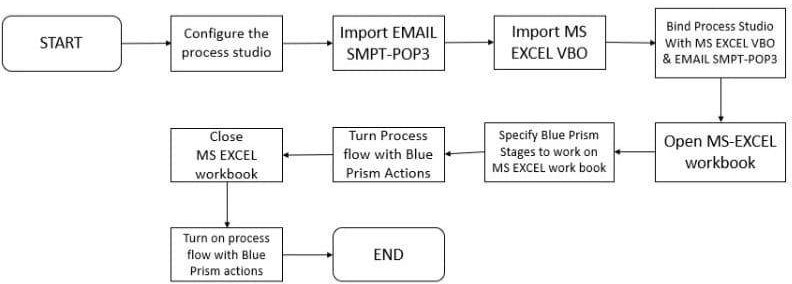 START
Configure the
process studio
Import EMAIL
SMPT-POP3
Import MS
EXCEL VBO
Bind Process Studio
With MS EXCEL VBO
& EMAIL SMPT-POP3
Open MS-EXCEL
workbook
Specify Blue Prism
Stages to work on
MS EXCEL work book
Turn Process
flow with Blue
Prism Actions
Close
MS EXCEL
workbook
Turn on process
flow with Blue
Prism actions
END